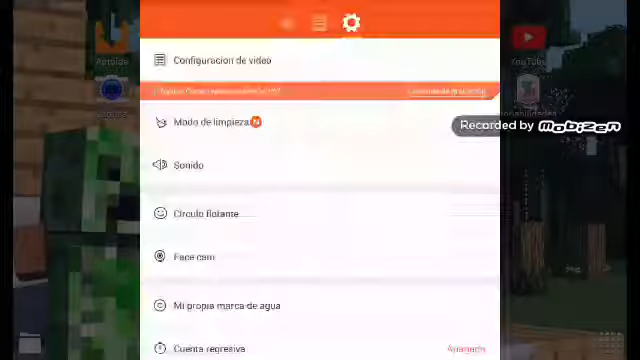 Configuracion de video
Modo de limpieza N
Recorded by mobizen
Sonido
Circulo flotante
Face cam
Mi propia marca de agua
Cuenta regresiva
Apagado
Aptoide
YouTube